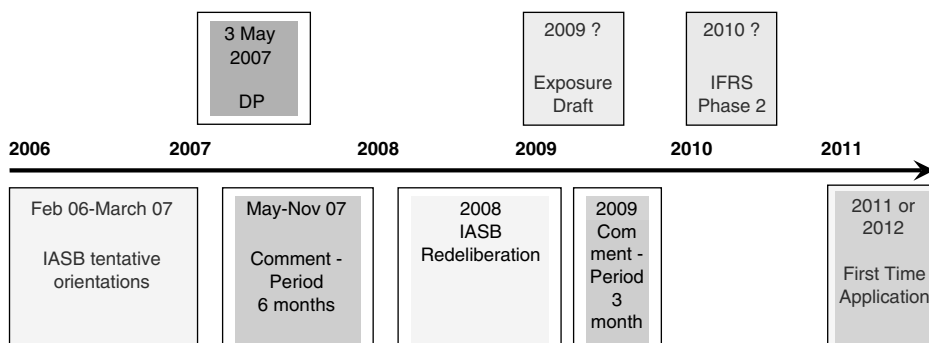 3 May
2007
DP
2009 ?
Exposure
Draft
2010 ?
IFRS
Phase 2
2006
2007
2008
2009
2010
2011
Feb 06-March 07
IASB tentative
orientations
May-Nov 07
Comment -
Period
6 months
2008
IASB
Redeliberation
2009
Com
ment -
Period
3
month
2011 or
2012
First Time
Application